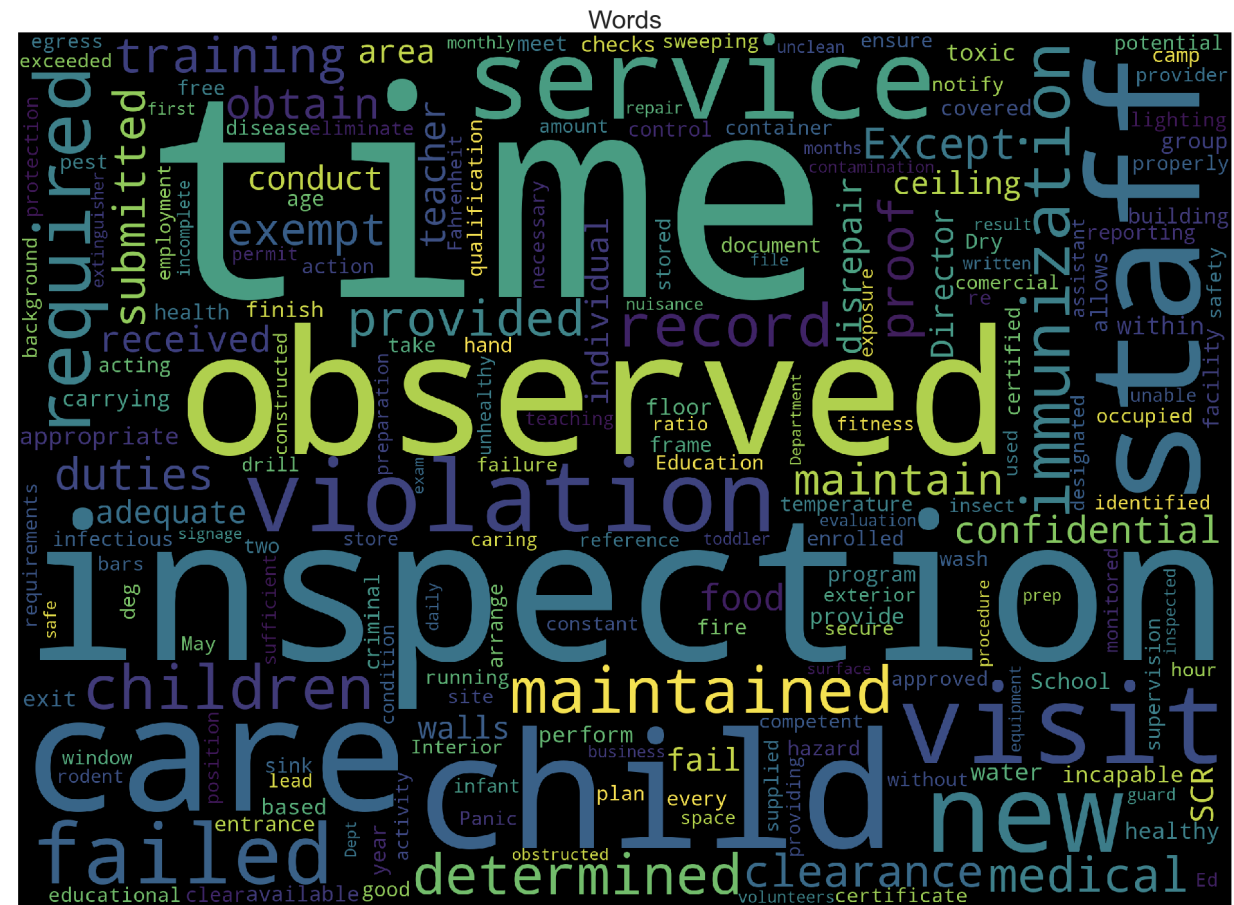 Words
egress
training
area
monthly
meet
checks
sweeping
unclean
ensure
toxic
potential
exceeded
free
service
camp
provider
required
first
obtain
repair
notify
covered
immunization
staff
protection
submitted
disease
eliminate
time
amount
control
container
months
Except
lighting
group
pest
employment
incomplete
conduct
teacher
Fahrenheit
qualification
contamination
properly
age
exempt
necessary
individual
stored
disrepair
ceiling
proof
building
extinguisher
permit
action
document
file
Director
result
Dry
written
reporting
assistant
allows
safety
background
health
finish
provided
nuisance
record
exposure
comercial
re
within
received
take
hand
observed
certified
unable
facility
acting
carrying
constructed
preparation
unhealthy
teaching
floor
ratio
frame
Department
fitness
used
designated
occupied
appropriate
drill
exam
failure
Education
maintain
identified
duties
violation
temperature
insect
requirements
adequate
evaluation
confidential
infectious
signage
two
store
caring
reference
toddler
enrolled
wash
bars
inspection
program
monitored
inspected
safe
deg
sufficient
criminal
arrange
daily
constant
food
exterior
provide
procedure
prep
May
fire
secure
condition
surface
hour
exit
children
running
site
maintained
approved
School
supervision
care
walls
Interior
perform
business
competent
visit
equipment
window
rodent
position
sink
lead
child
fail
hazard
without
water
incapable
SCR
based
activity
infant
plan
every
space
supplied
providing
new
guard
entrance
Panic
healthy
failed
Dept
year
obstructed
determined
clearance
medical
Ed
educational
clear
available
good
volunteers
certificate